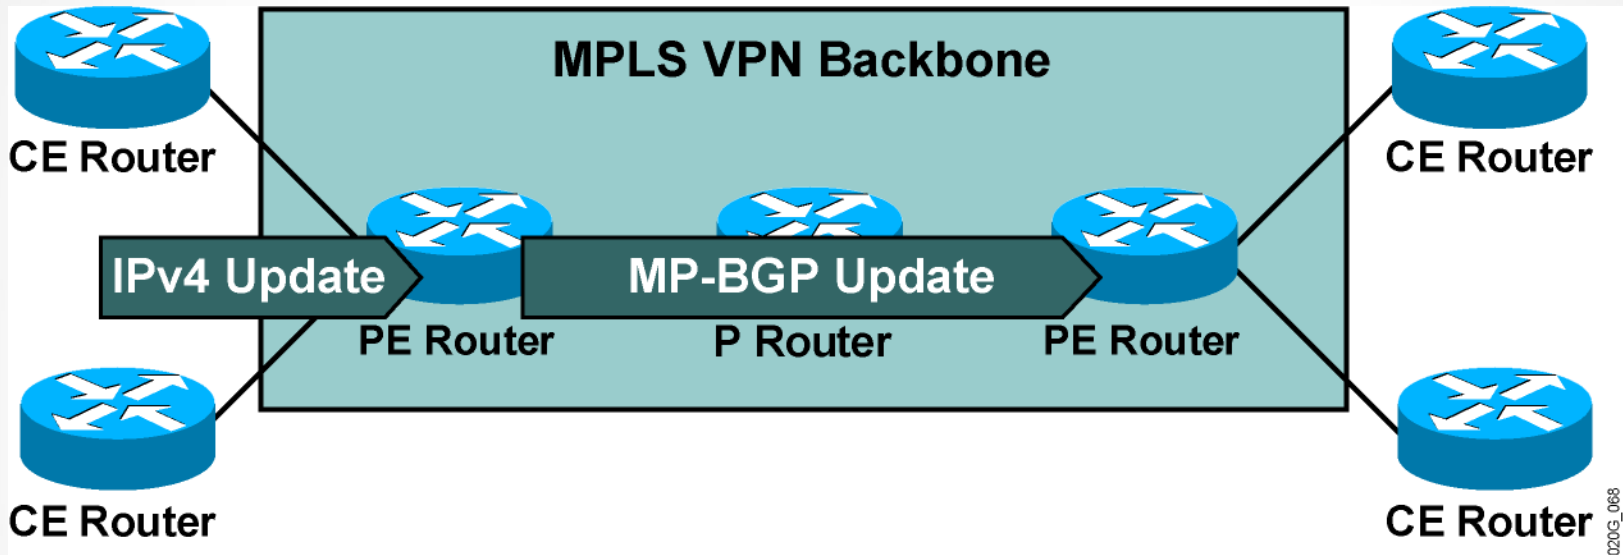 MPLS VPN Backbone
CE Router
CE Router
IPv4 Update
MP-BGP Update
PE Router
P Router
PE Router
CE Router
CE Router
020G_068